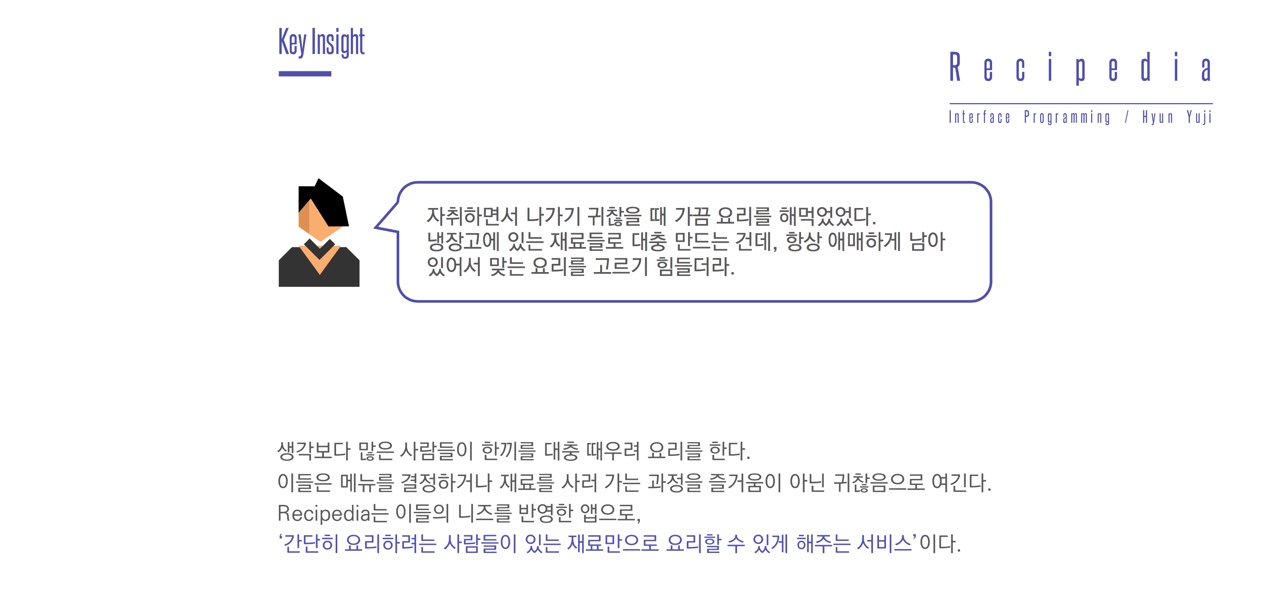 Key Insight
Recipedia
Interface Programming / Hyun Yuji
자취하면서 나가기 귀찮을 때 가끔 요리를 해먹었었다.
냉장고에 있는 재료들로 대충 만드는 건데, 항상 애매하게 남아
있어서 맞는 요리를 고르기 힘들더라.
생각보다 많은 사람들이 한끼를 대충 때우려 요리를 한다.
이들은 메뉴를 결정하거나 재료를 사러 가는 과정을 즐거움이 아닌 귀찮음으로 여긴다.
Recipedia는 이들의 니즈를 반영한 앱으로,
‘간단히 요리하려는 사람들이 있는 재료만으로 요리할 수 있게 해주는 서비스’이다.